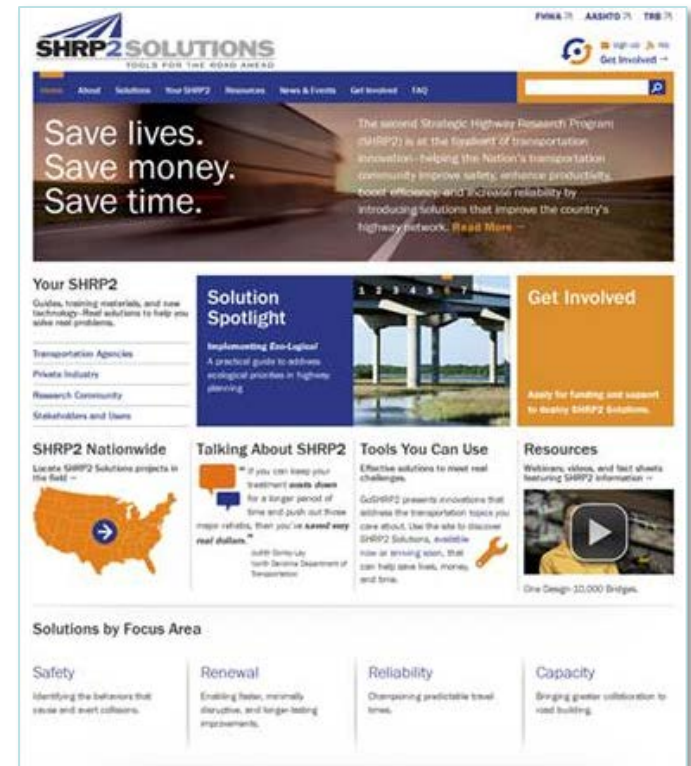 FHWA AASHTO TRB
SHRP2 SOLUTIONS
TOOLS FOR THE ROAD AHEAD
Sign up
Get Involved →
Home About Solutions Your SHRP2 Resources News & Events Get Involved FAQ
Save lives.
Save money.
Save time.
The second Strategic Highway Research Program
(SHRP2) is at the forefront of transportation
innovation—helping the Nation's transportation
community improve safety, enhance productivity,
boost efficiency, and increase reliability by
introducing solutions that improve the country's
highway network. Read More →
Your SHRP2
Guides, training materials, and new
technology—Real solutions to help you
solve real problems.
Transportation Agencies
Private Industry
Research Community
Stakeholders and Users
Solution
Spotlight
Implementing Eco-Logical
A practical guide to address
ecological priorities in highway
planning
1 2 3 4 5 6 7
Get Involved
Apply for funding and support
to deploy SHRP2 Solutions.
SHRP2 Nationwide
Locate SHRP2 Solutions projects in
the field →
Talking About SHRP2
"If you can keep your
treatment costs down
for a longer period of
time and push out those
major rehabs, then you've saved very
real dollars."
North Carolina Department of
Transportation
Tools You Can Use
Effective solutions to meet real
challenges.
GoSHRP2 presents innovations that
address the transportation topics you
care about. Use the site to discover
SHRP2 Solutions, available
now or arriving soon, that
can help save lives, money,
and time.
Resources
Webinars, videos, and fact sheets
featuring SHRP2 information →
One Design-10,000 Bridges.
Solutions by Focus Area
Safety
Identifying the behaviors that
cause and avert collisions.
Renewal
Enabling faster, minimally
disruptive, and longer-lasting
improvements.
Reliability
Championing predictable travel
times.
Capacity
Bringing greater collaboration to
road building.